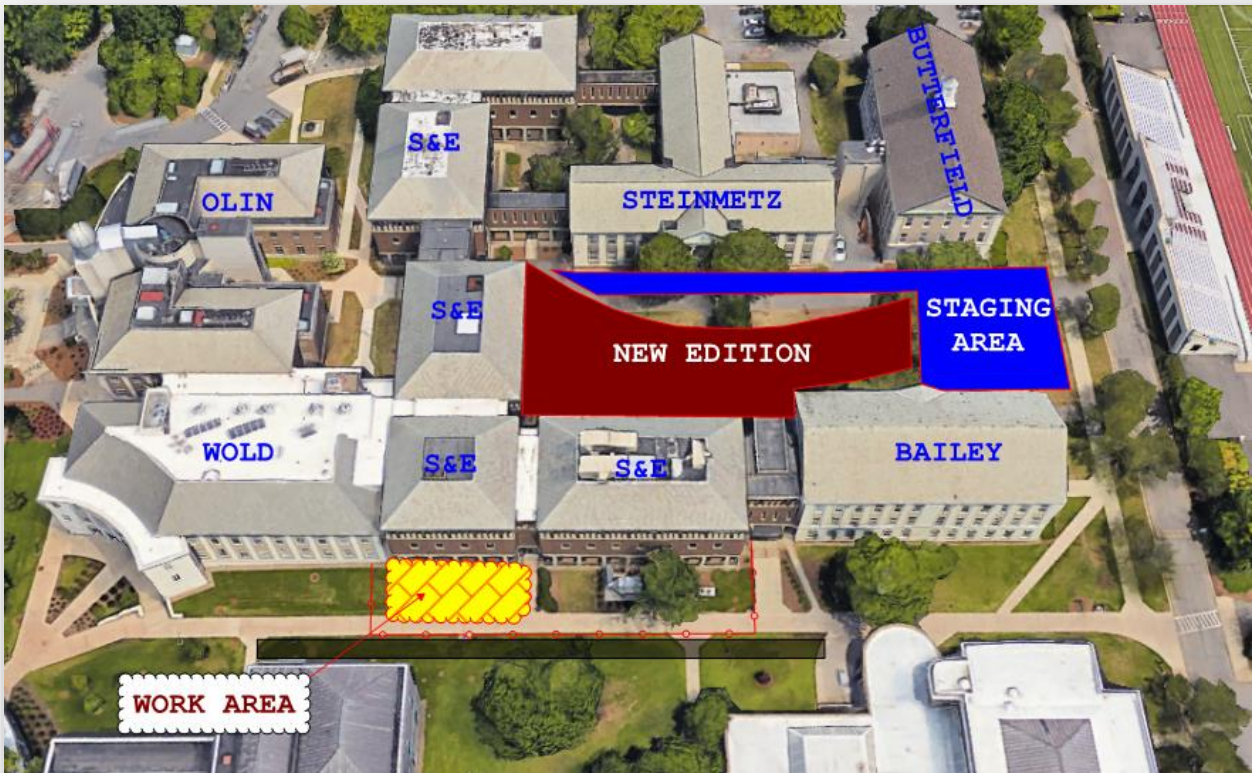 BUTTERFIELD
S&E
OLIN
STEINMETZ
S&E
STAGING
AREA
NEW EDITION
WOLD
S&E
S&E
BAILEY
WORK AREA